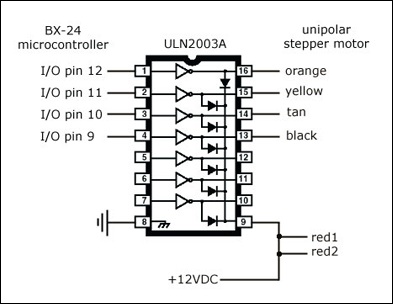 BX-24
microcontroller
ULN2003A
unipolar
stepper motor
I/O pin 12
1
16
orange
I/O pin 11
2
15
yellow
I/O pin 10
3
14
tan
I/O pin 9
4
13
black
5
12
6
11
7
10
8
9
red1
red2
+12VDC